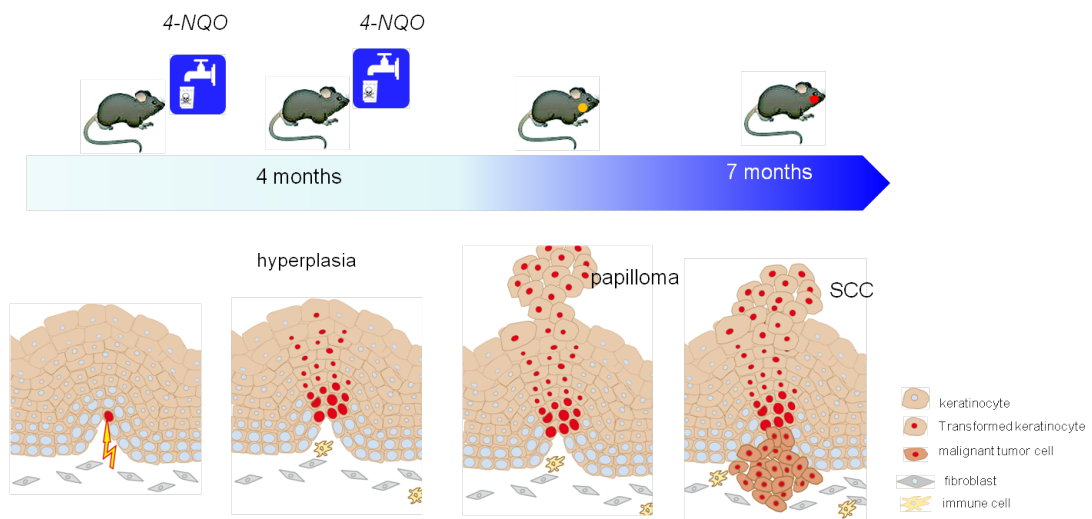 4-NQO
4-NQO
4 months
7 months
hyperplasia
papilloma
SCC
keratinocyte
Transformed keratinocyte
malignant tumor cell
fibroblast
immune cell